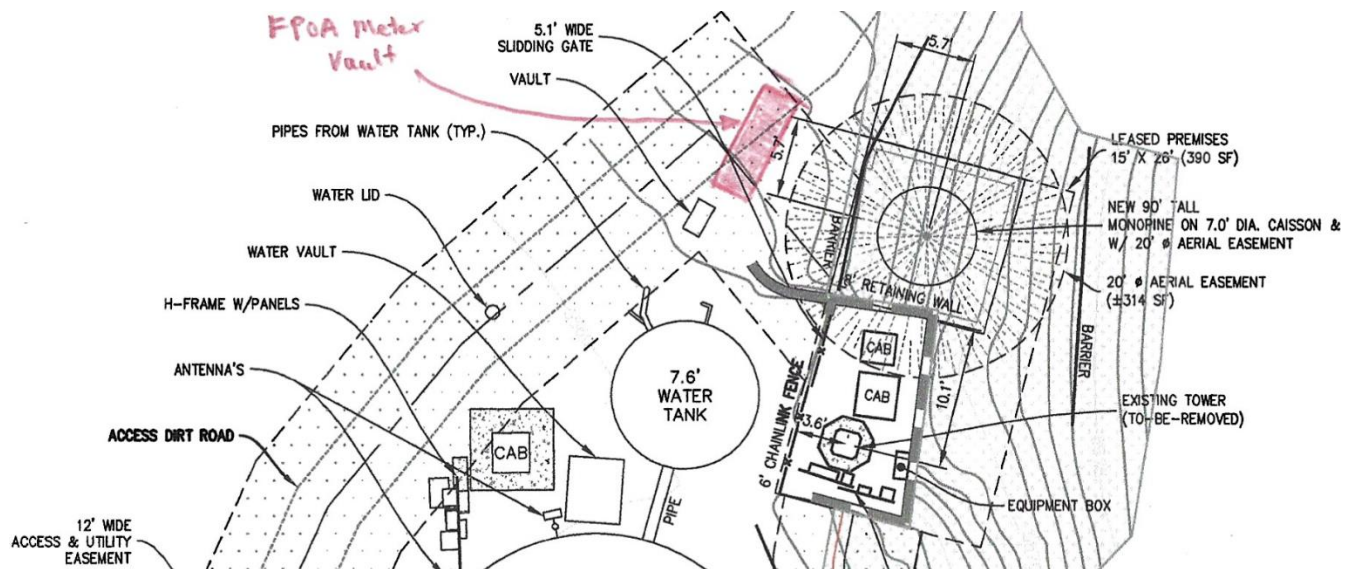 FPOA Meter
Vault
5.1' WIDE
SLIDDING GATE
VAULT
PIPES FROM WATER TANK (TYP.)
WATER LID
WATER VAULT
H-FRAME W/PANELS
ANTENNA'S
ACCESS DIRT ROAD
12' WIDE
ACCESS & UTILITY
EASEMENT
CAB
7.6'
WATER
TANK
PIPE
5.7'
5.7'
BARRIER
8' RETAINING WALL
6' CHAINLINK FENCE
CAB
CAB
3.6'
10.1'
LEASED PREMISES
15' X 26' (390 SF)
NEW 90' TALL
MONOPINE ON 7.0' DIA. CAISSON &
W/ 20' ø AERIAL EASEMENT
20' ø AERIAL EASEMENT
(±314 SF)
BARRIER
EXISTING TOWER
(TO-BE-REMOVED)
EQUIPMENT BOX